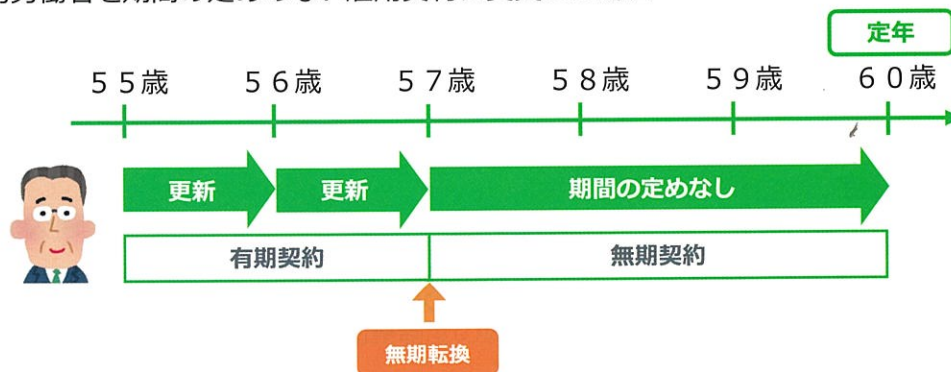 定年
55歳 56歳 57歳 58歳 59歳 60歳
更新 更新 期間の定めなし
有期契約 無期契約
無期転換